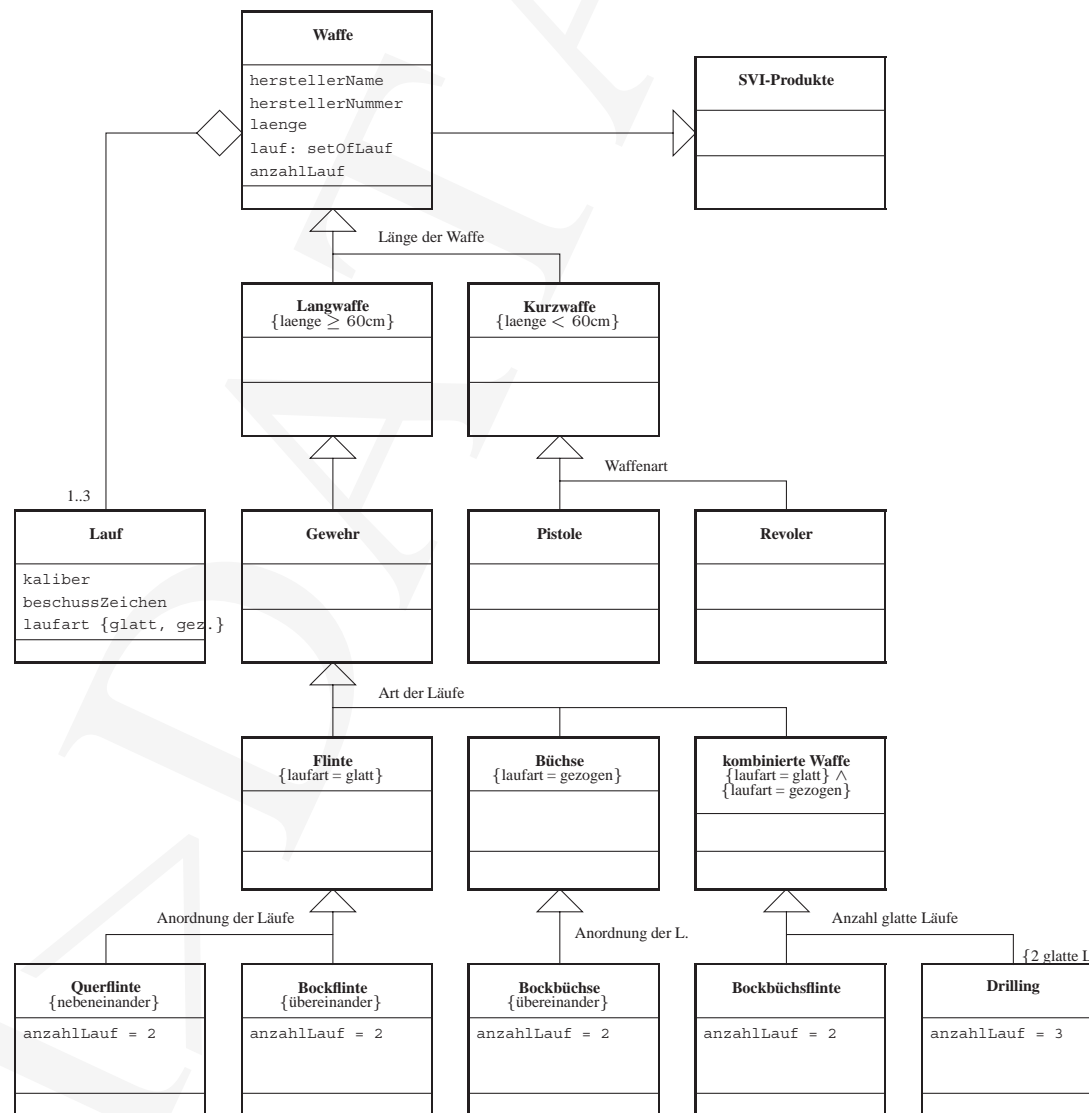 Waffe
herstellerName
herstellerNummer
laenge
lauf: setOfLauf
anzahlLauf
SVI-Produkte
Länge der Waffe
Langwaffe
{laenge ≥ 60cm}
Kurzwaffe
{laenge < 60cm}
Waffenart
1..3
Lauf
kaliber
beschussZeichen
laufart {glatt, gez.}
Gewehr
Pistole
Revoler
Art der Läufe
Flinte
{laufart = glatt}
Büchse
{laufart = gezogen}
kombinierte Waffe
{laufart = glatt} ∧
{laufart = gezogen}
Anordnung der Läufe
Anordnung der L.
Anzahl glatte Läufe
{2 glatte L
Querflinte
{nebeneinander}
anzahlLauf = 2
Bockflinte
{übereinander}
anzahlLauf = 2
Bockbüchse
{übereinander}
anzahlLauf = 2
Bockbüchsflinte
anzahlLauf = 2
Drilling
anzahlLauf = 3